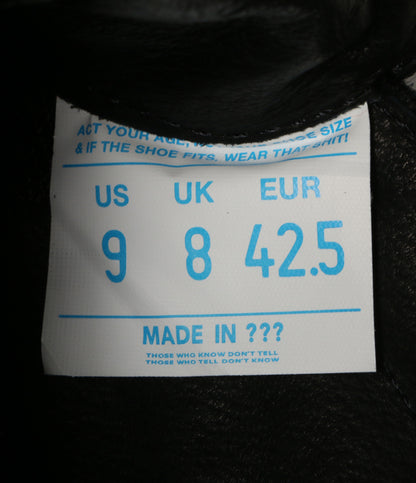 ACT YOUR AGE, SHOE SIZE
& IF THE SHOE FITS, WEAR THAT SHIT!
US UK EUR
9 8 42.5
MADE IN ???
THOSE WHO KNOW DON'T TELL
THOSE WHO TELL DON'T KNOW